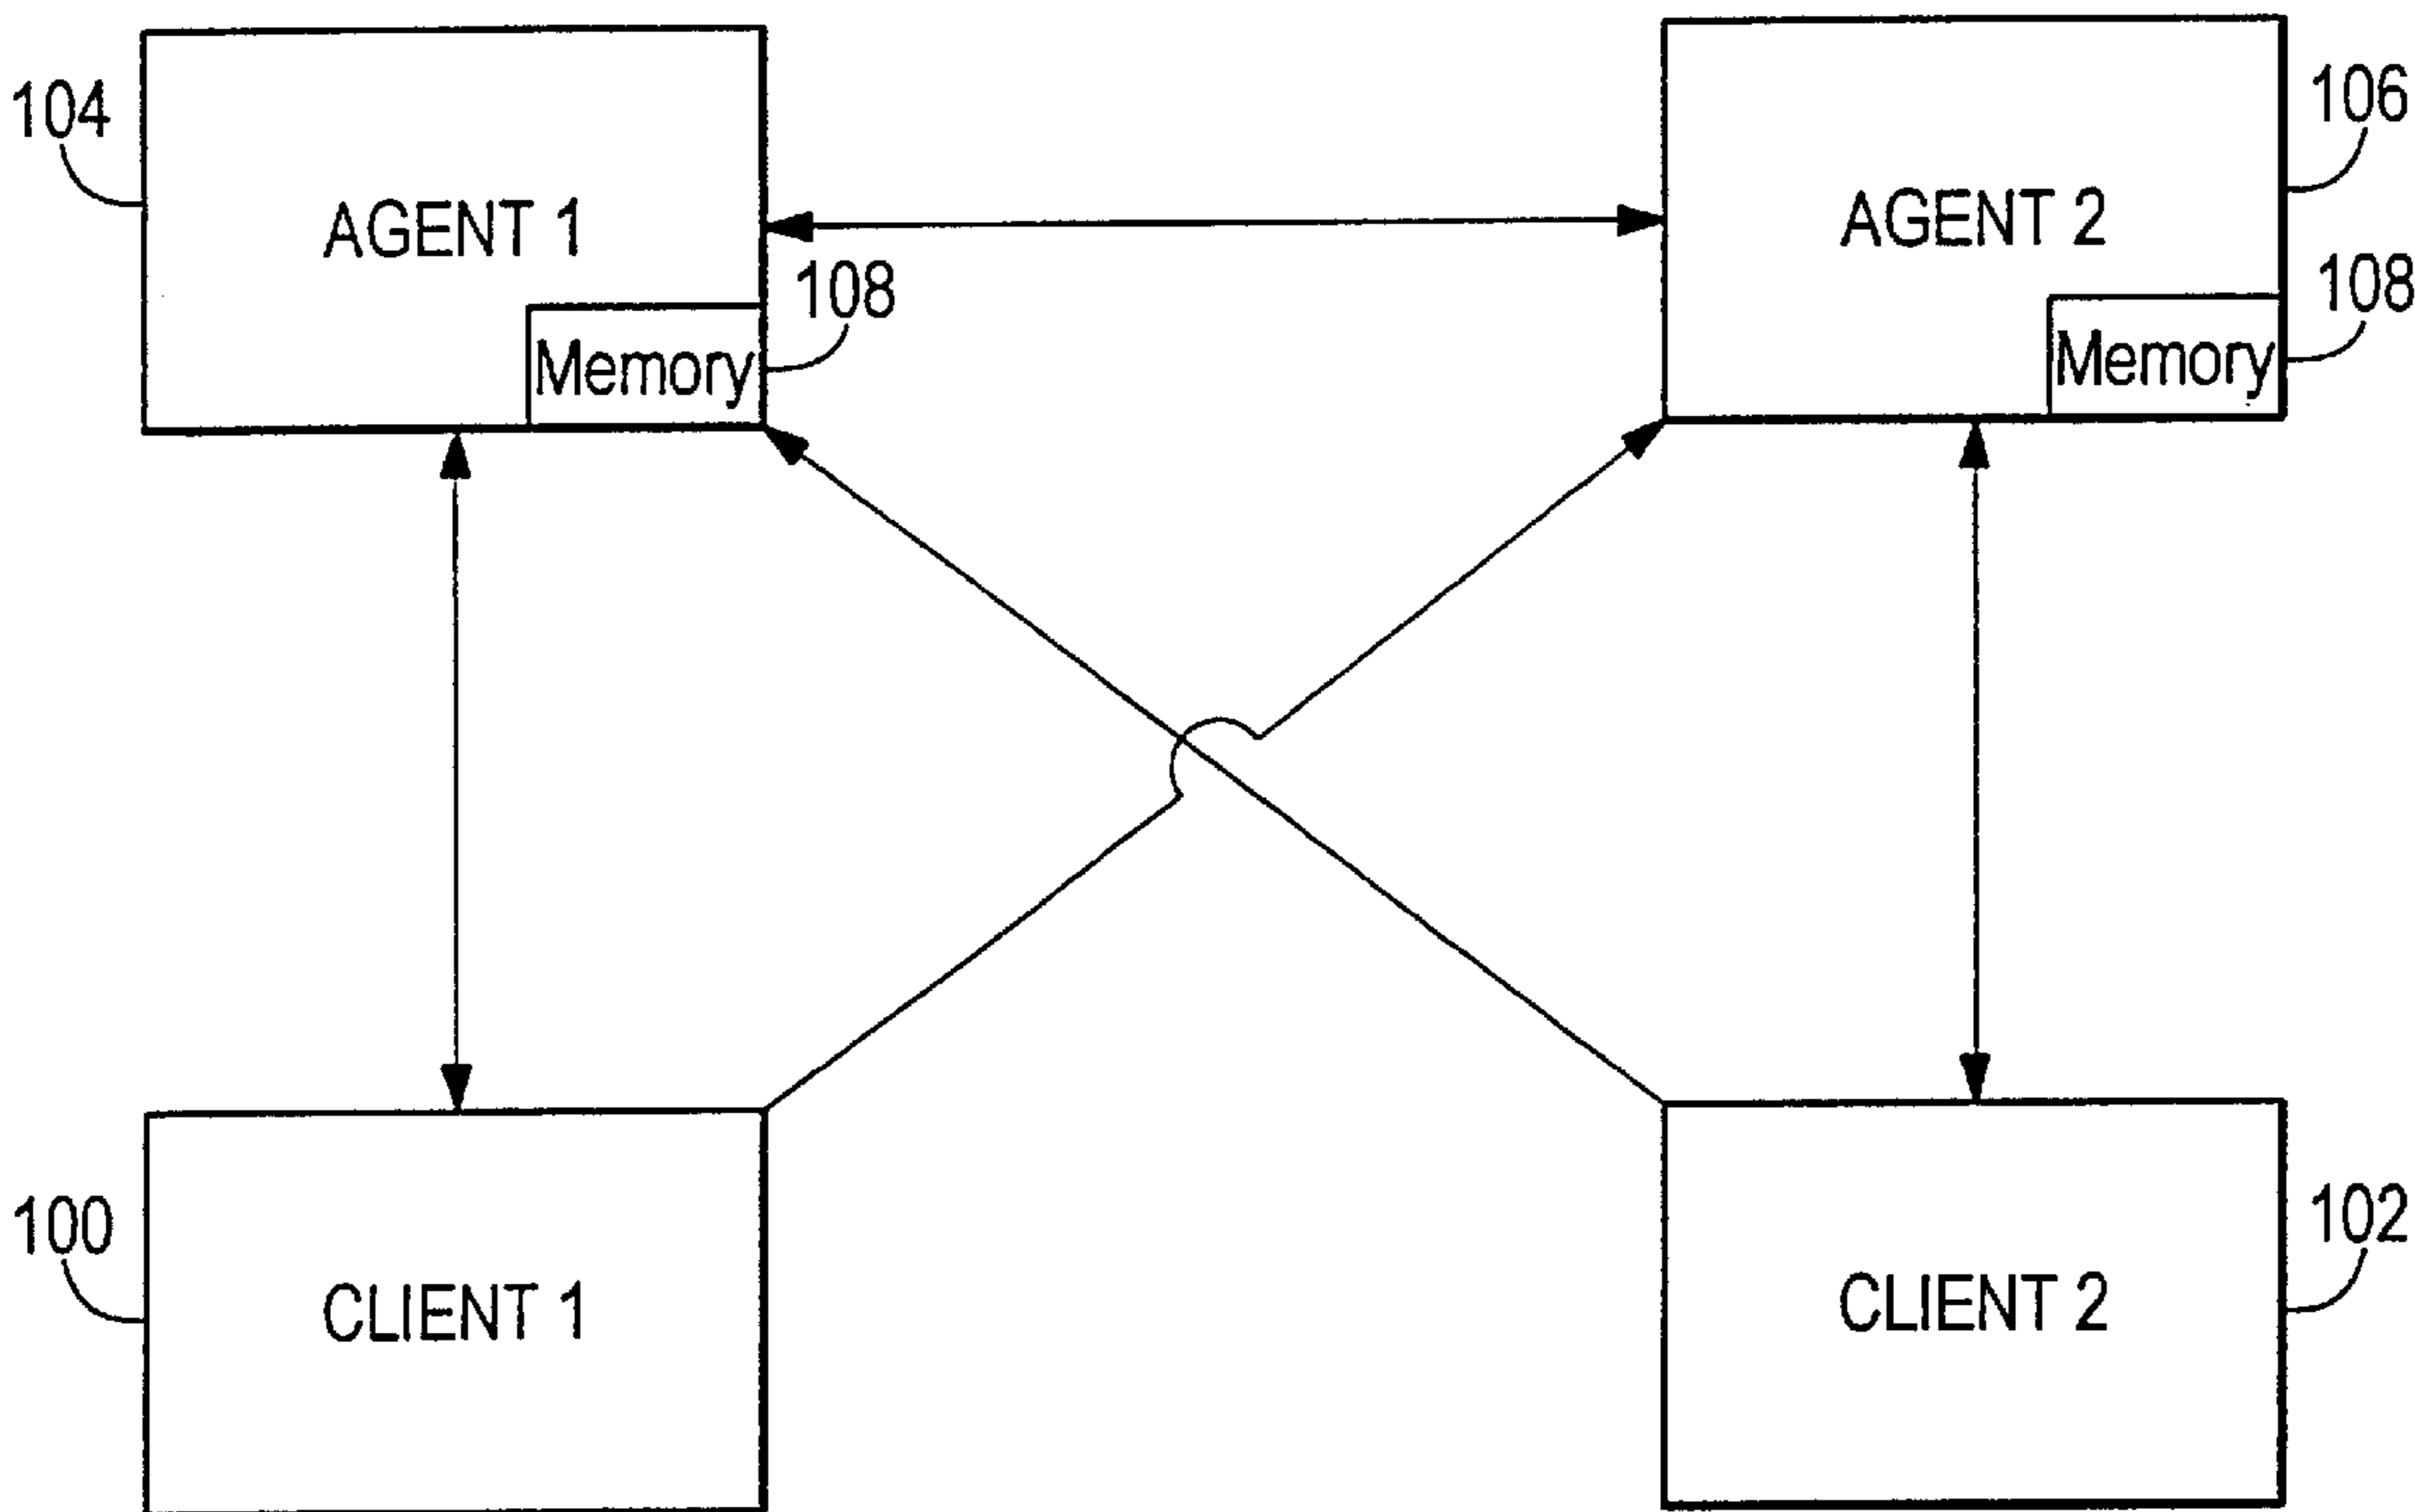 104
AGENT 1
108
Memory
106
AGENT 2
108
Memory
100
CLIENT 1
102
CLIENT 2